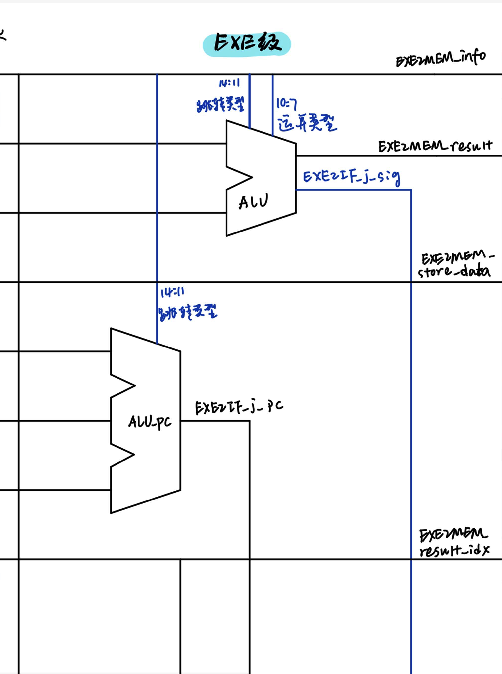 EXE级
EXE2MEM_info
14:11
跳转类型
10:7
运算类型
EXE2MEM_result
EXE2IF_j_sig
ALU
EXE2MEM_
store_data
14:11
跳转类型
EXE2IF_j_PC
ALU_PC
EXE2MEM_
result_idx